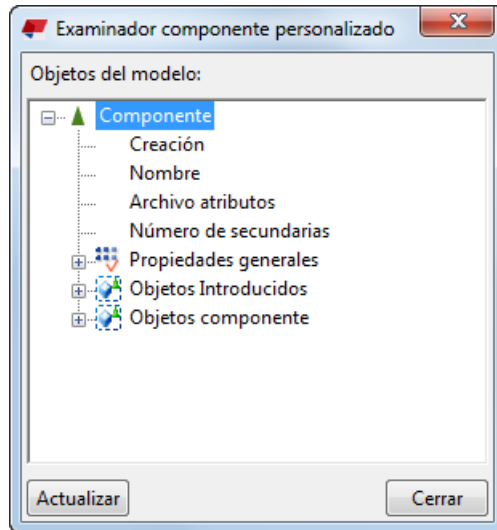 Examinador componente personalizado
Objetos del modelo:
Componente
Creación
Nombre
Archivo atributos
Número de secundarias
Propiedades generales
Objetos Introducidos
Objetos componente
Actualizar
Cerrar